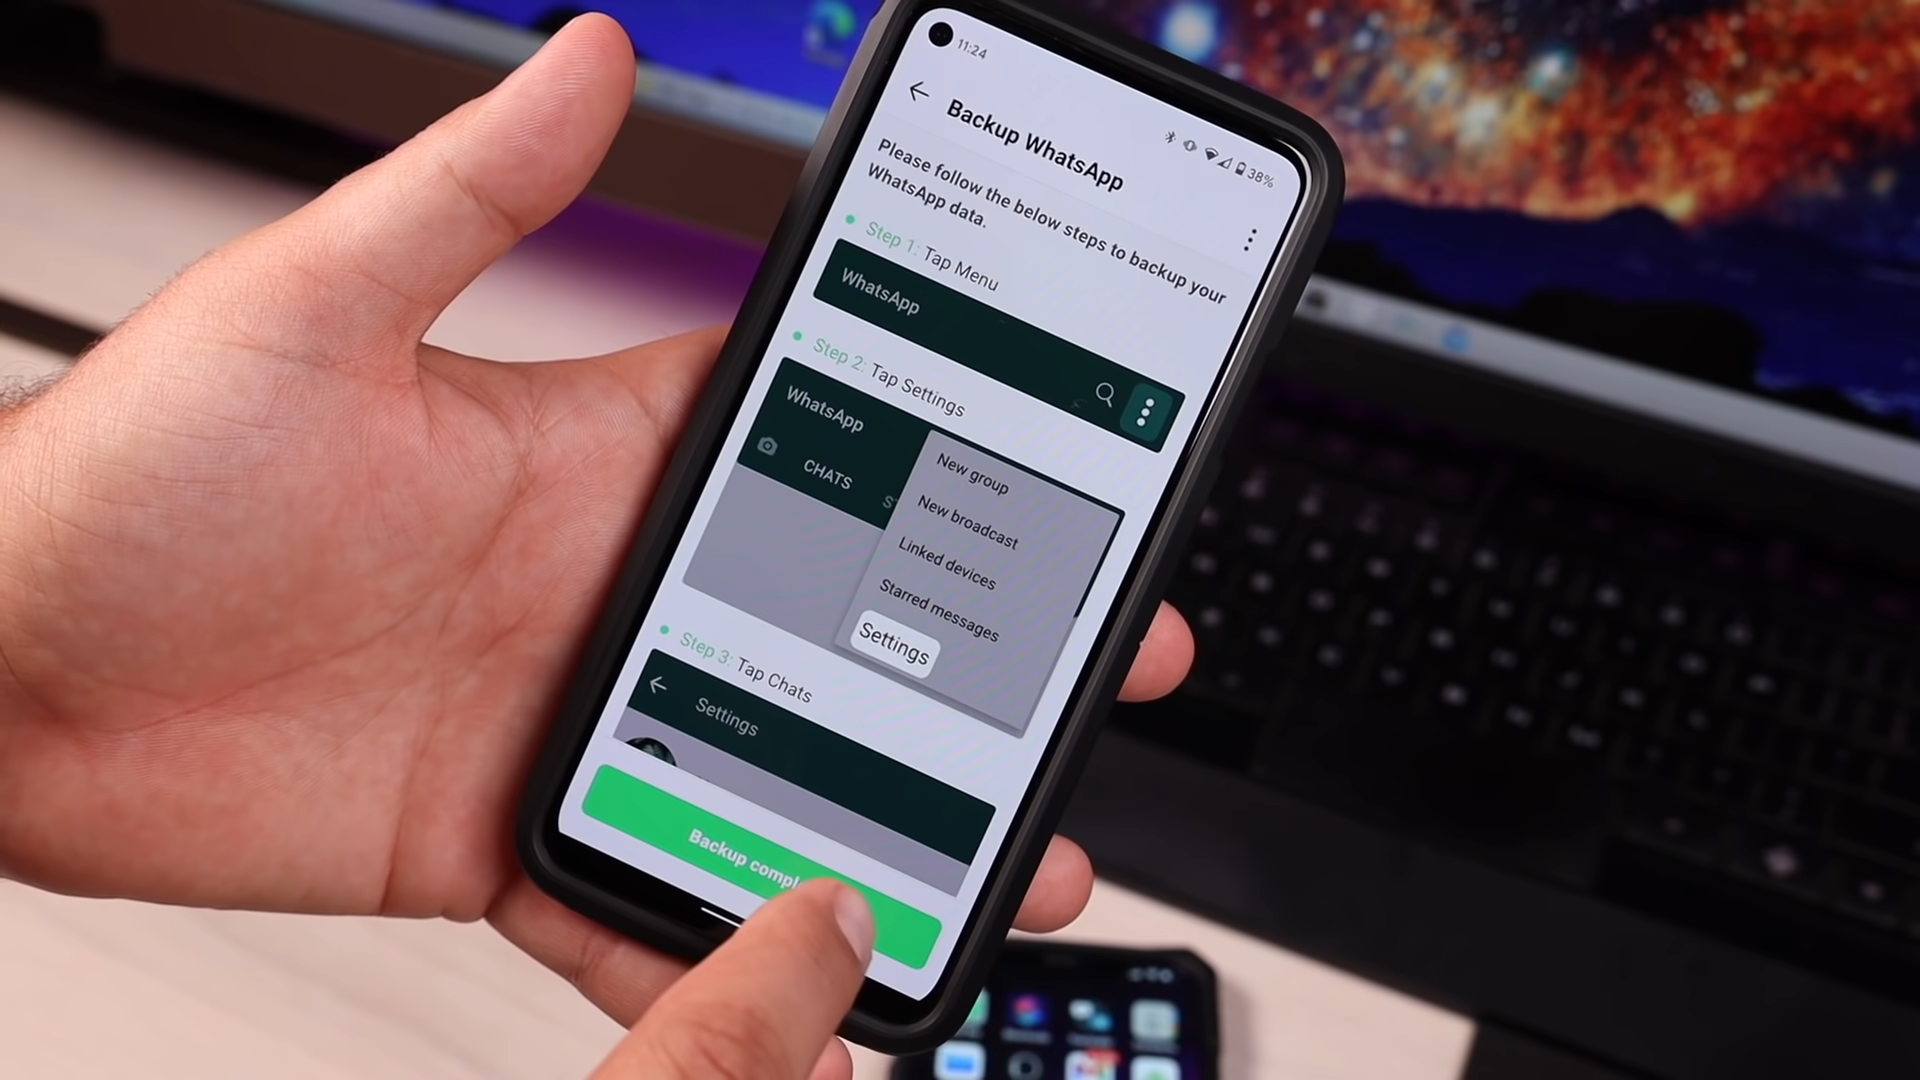 11:24
38%
Backup WhatsApp
Please follow the below steps to backup your
WhatsApp data.
Step 1: Tap Menu
WhatsApp
Step 2: Tap Settings
WhatsApp
CHATS
New group
New broadcast
Linked devices
Starred messages
Settings
Step 3: Tap Chats
Settings
Backup